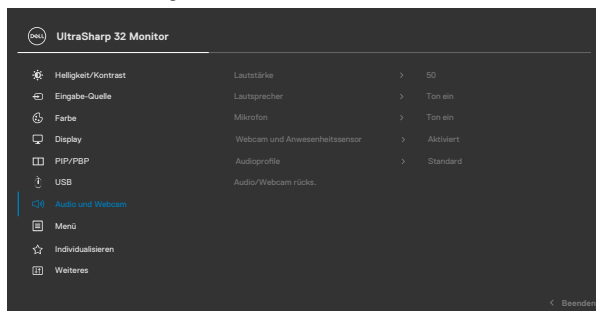 DELL UltraSharp 32 Monitor
Helligkeit/Kontrast Lautstärke > 50
Eingabe-Quelle Lautsprecher > Ton ein
Farbe Mikrofon > Ton ein
Display Webcam und Anwesenheitssensor > Aktiviert
PIP/PBP Audioprofile > Standard
USB Audio/Webcam rücks.
Audio und Webcam
Menü
Individualisieren
Weiteres
< Beenden